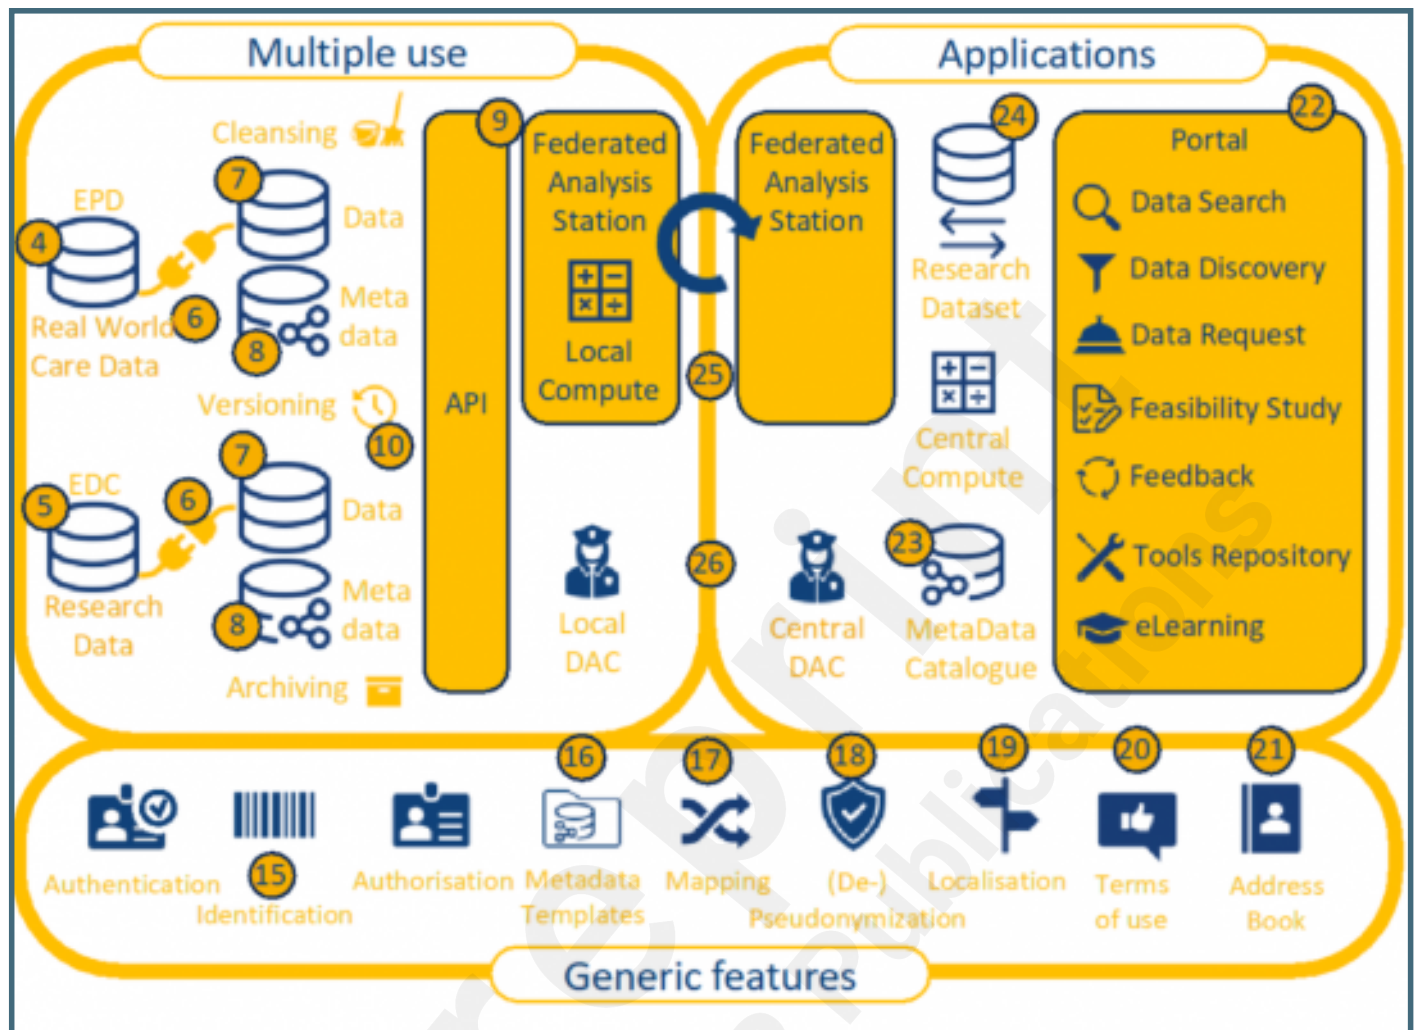 Multiple use
Applications
Cleansing
7
EPD
4
Data
6
Real World
Care Data
Meta
data
8
Versioning
10
7
EDC
5
6
Data
Research
Data
Meta
data
8
Archiving
API
9
Federated
Analysis
Station
Local
Compute
Local
DAC
25
26
Federated
Analysis
Station
24
Research
Dataset
Central
Compute
23
Central
DAC
MetaData
Catalogue
22
Portal
Data Search
Data Discovery
Data Request
Feasibility Study
Feedback
Tools Repository
eLearning
Authentication
15
Identification
Authorisation
16
Metadata
Templates
17
Mapping
18
(De-)
Pseudonymization
19
Localisation
20
Terms
of use
21
Address
Book
Generic features
reprint
Publications